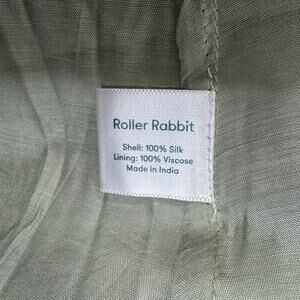 Roller Rabbit
Shell: 100% Silk
Lining: 100% Viscose
Made in India